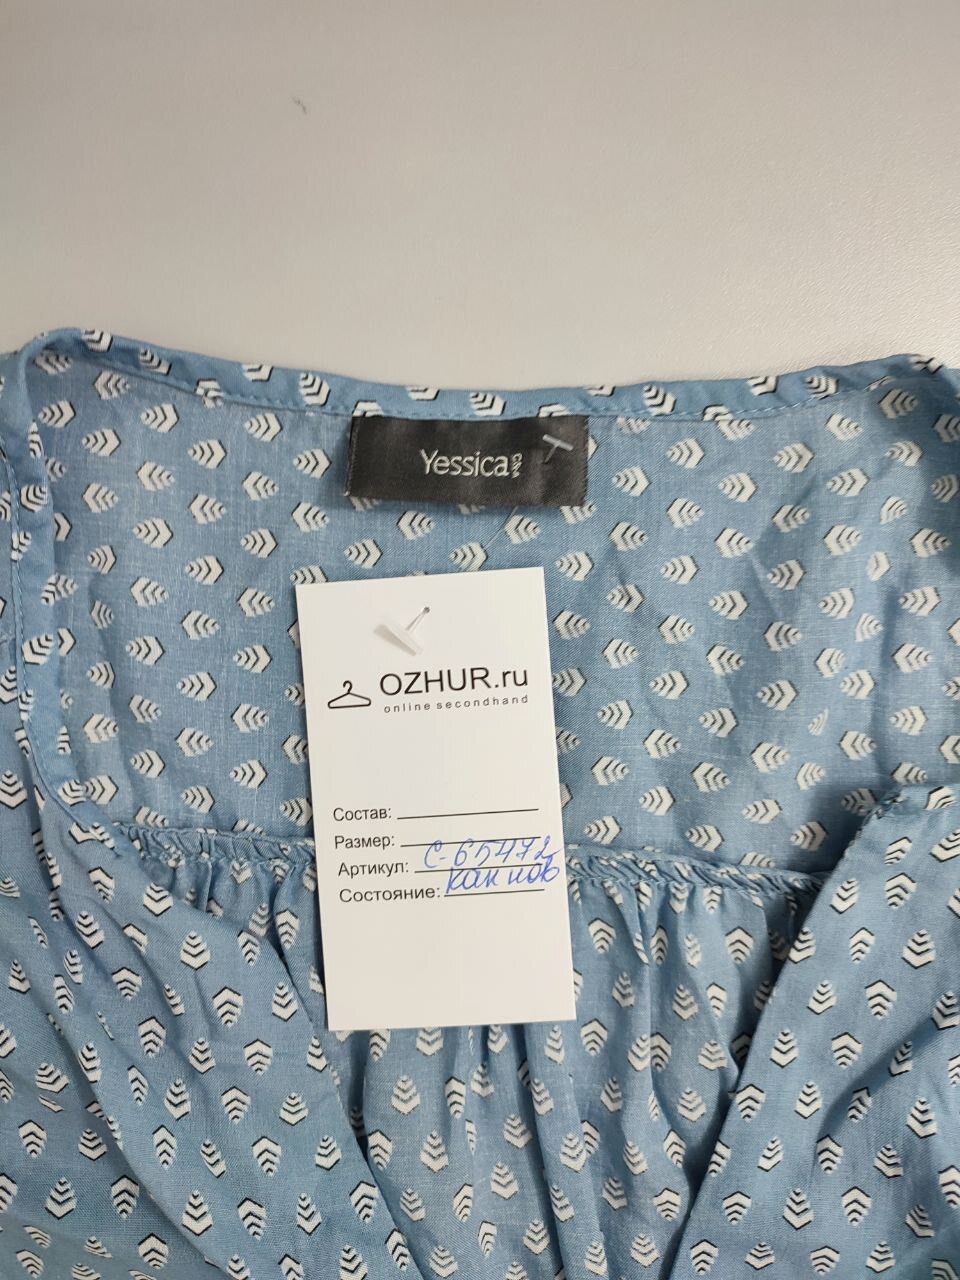 Yessica
C&A
OZHUR.ru
online secondhand
Состав:
Размер:
Артикул: С-65472
Состояние: как нов